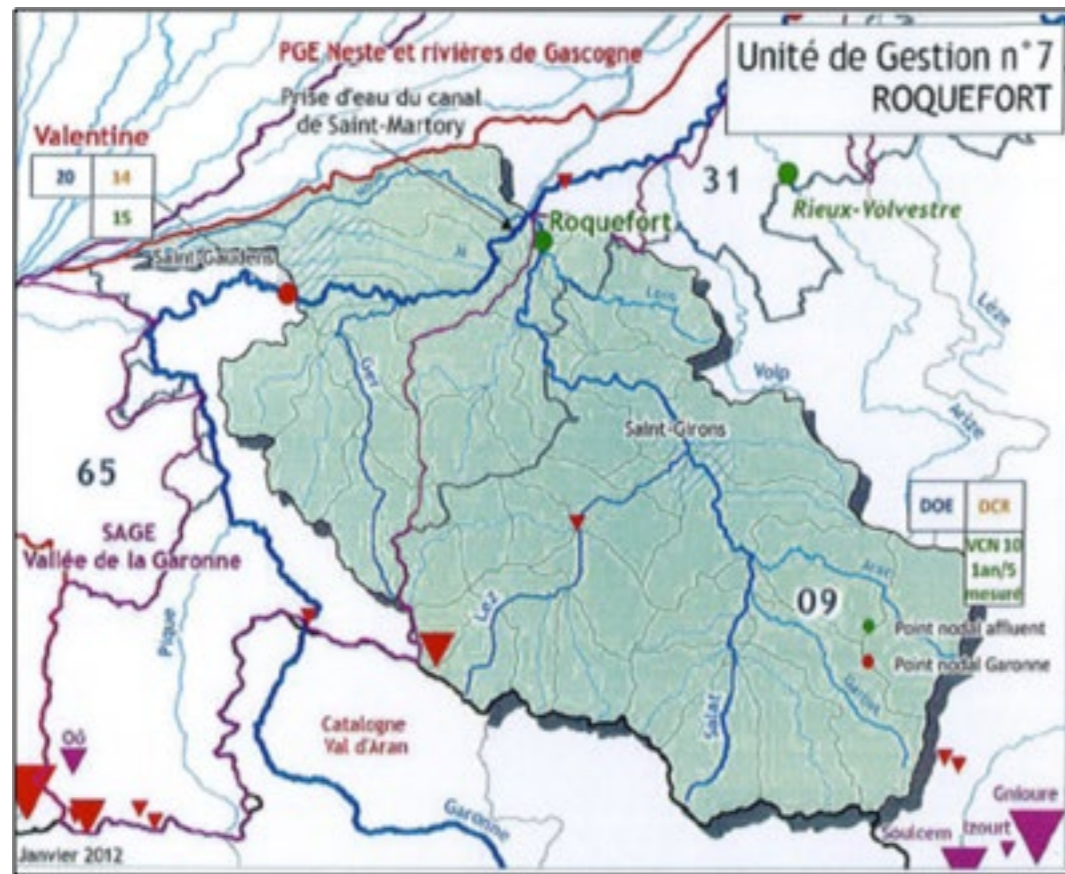 PGE Neste et rivières de Gascogne
Unité de Gestion n°7
ROQUEFORT
Prise d'eau du canal
de Saint-Martory
Valentine
20
14
15
31
Rieux-Volvestre
Roquefort
Saint-Gaudens
Lens
Lèze
Ger
Volp
Arize
Saint-Girons
65
SAGE
Vallée de la Garonne
DOE
DCR
VCN 10
1an/5
mesuré
Arac
09
Point nodal affluent
Point nodal Garonne
Lez
Pique
Salat
Garbet
Catalogne
Val d'Aran
Oô
Garonne
Gnioure
Soulcem
Izourt
Janvier 2012